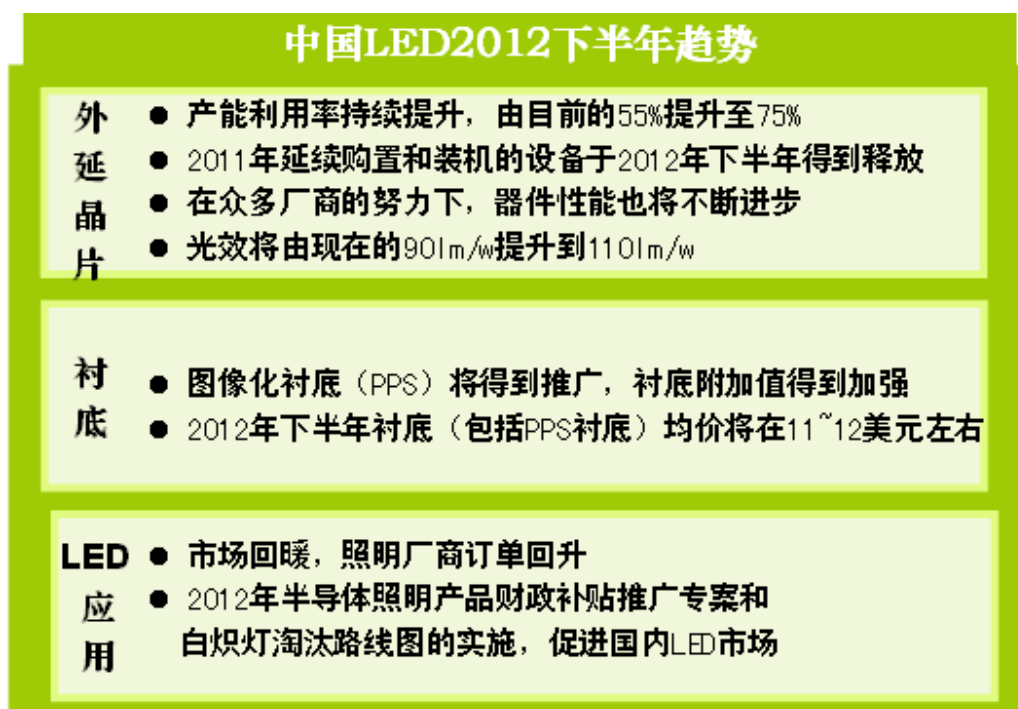 中国LED2012下半年趋势
外延晶片
● 产能利用率持续提升，由目前的55%提升至75%
● 2011年延续购置和装机的设备于2012年下半年得到释放
● 在众多厂商的努力下，器件性能也将不断进步
● 光效将由现在的90lm/w提升到110lm/w
衬底
● 图像化衬底（PPS）将得到推广，衬底附加值得到加强
● 2012年下半年衬底（包括PPS衬底）均价将在11~12美元左右
LED应用
● 市场回暖，照明厂商订单回升
● 2012年半导体照明产品财政补贴推广专案和
白炽灯淘汰路线图的实施，促进国内LED市场